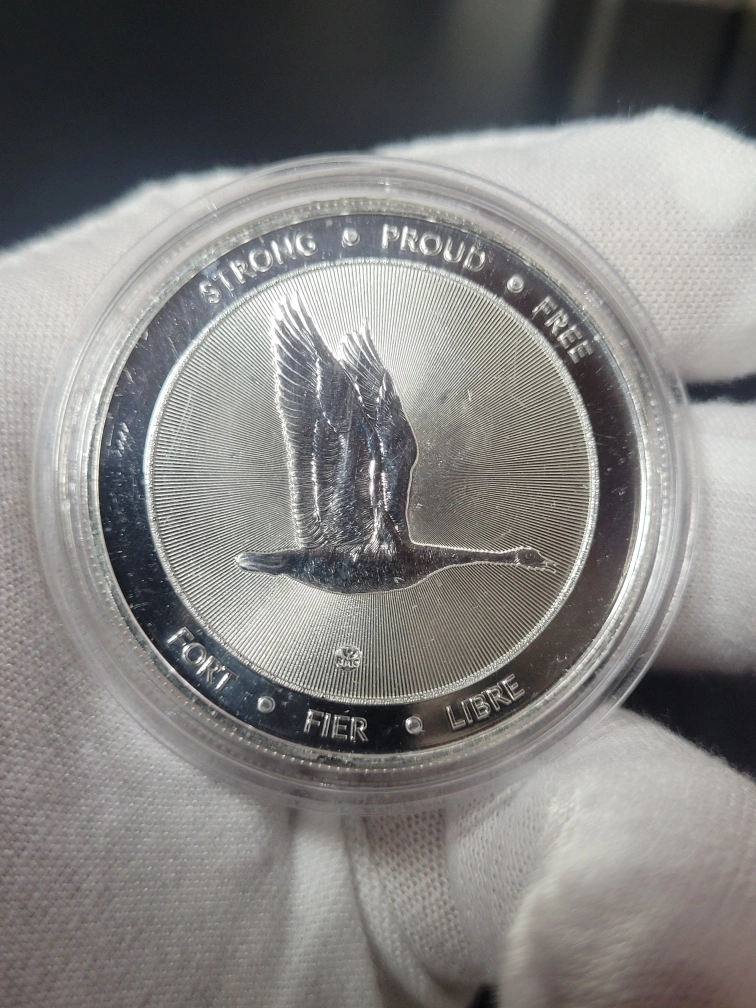 STRONG • PROUD • FREE
FORT • FIER • LIBRE